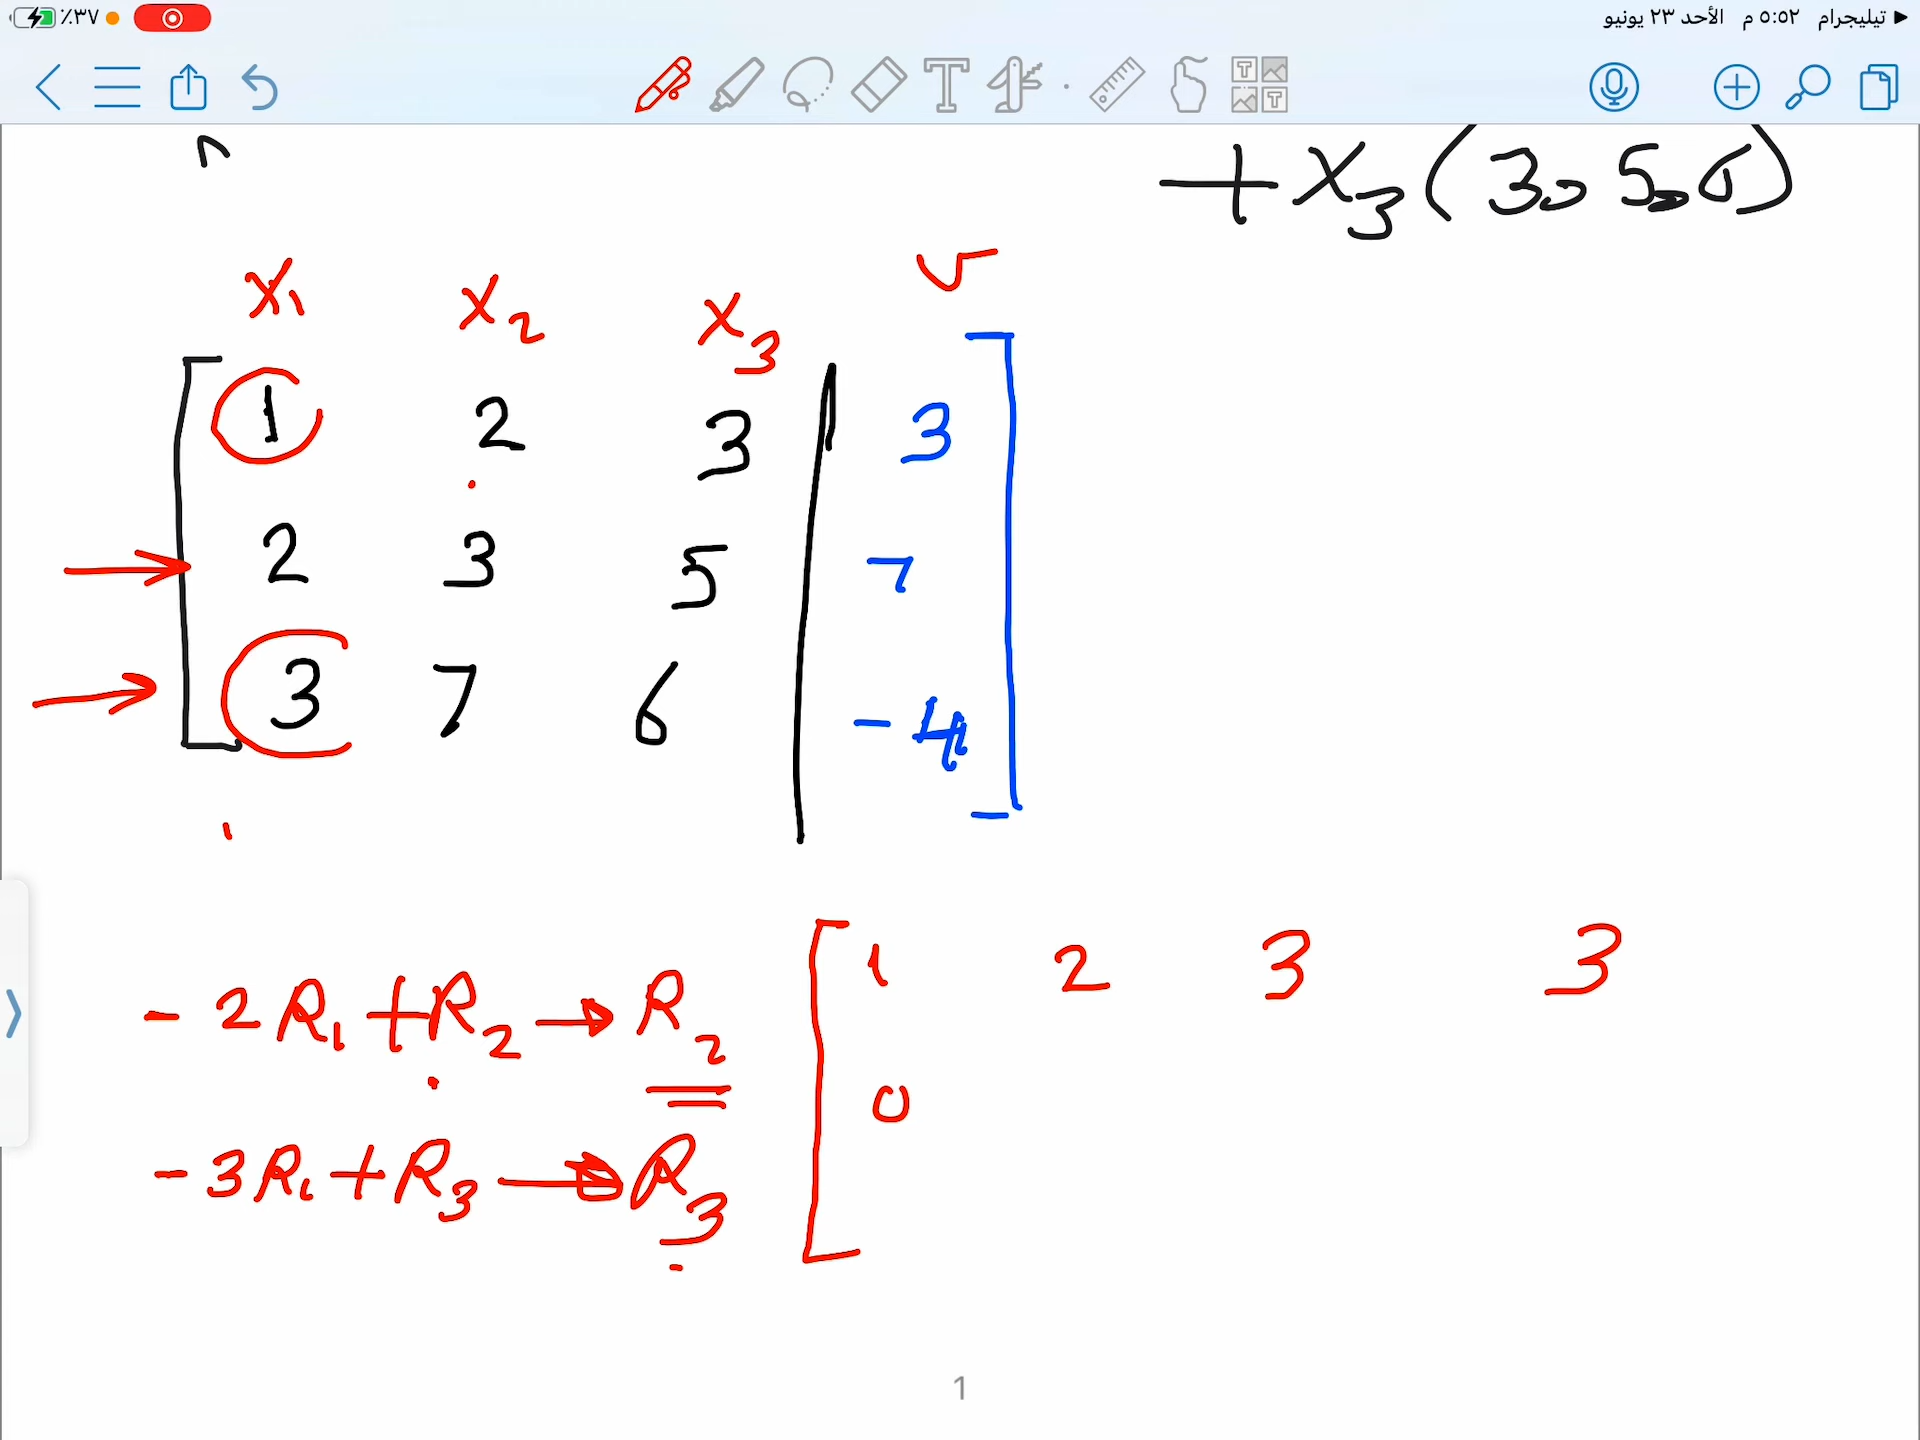 ٪٣٧
◀ تيليجرام ٥:٥٢ م الأحد ٢٣ يونيو
+ x₃ (3, 5, 6)
x₁ x₂ x₃ v
1 2 3 | 3
2 3 5 | 7
3 7 6 | -4
-2R₁ + R₂ → R₂
-3R₁ + R₃ → R₃
1 2 3 3
0
1